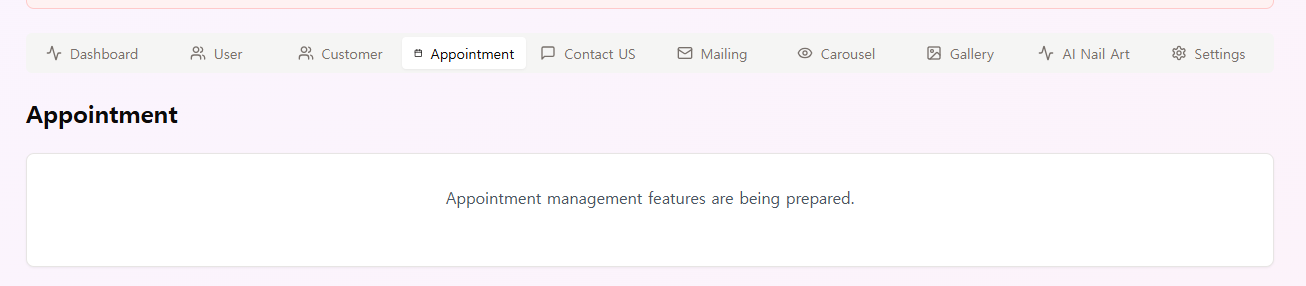 Dashboard User Customer Appointment Contact US Mailing Carousel Gallery AI Nail Art Settings
Appointment
Appointment management features are being prepared.